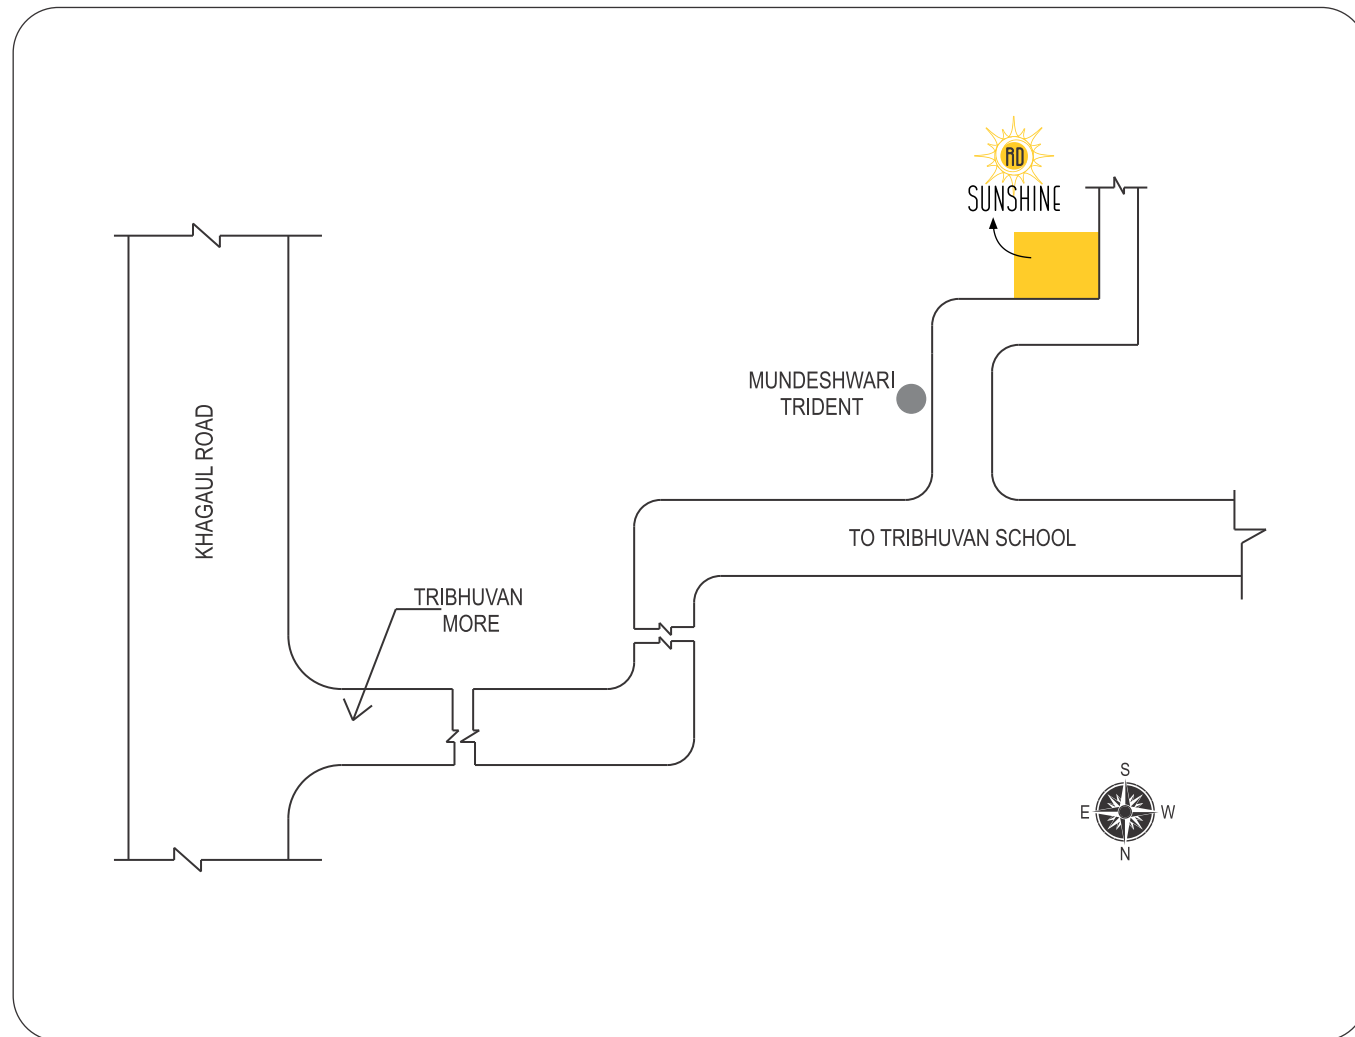 RD
SUNSHINE
MUNDESHWARI
TRIDENT
KHAGAUL ROAD
TO TRIBHUVAN SCHOOL
TRIBHUVAN
MORE
S
E W
N